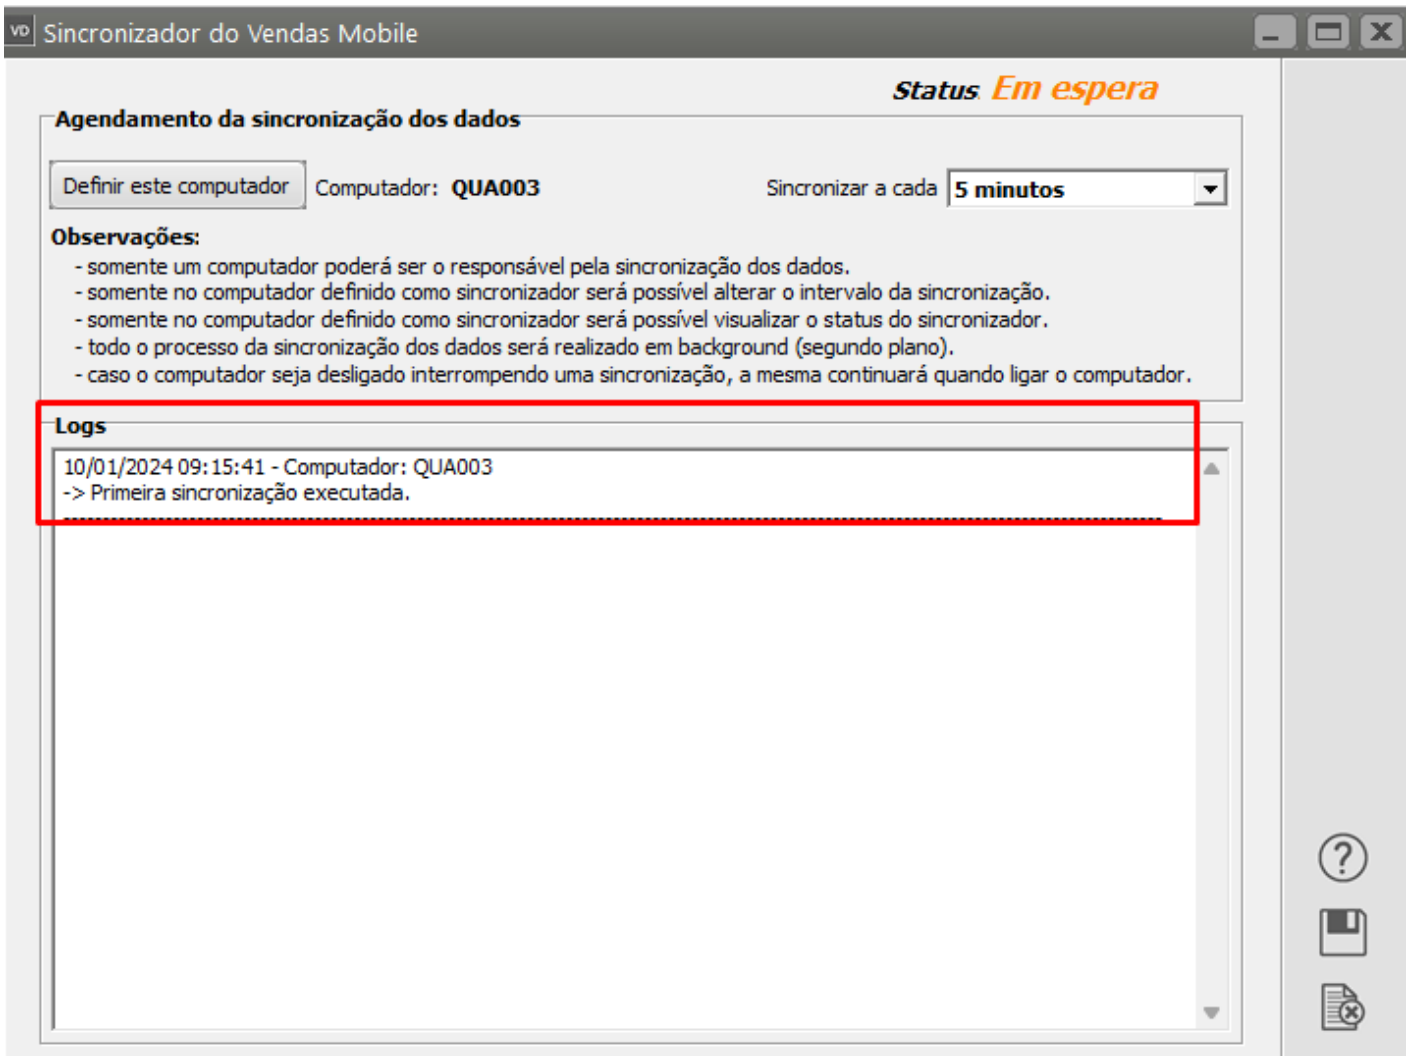 VD Sincronizador do Vendas Mobile
Status: Em espera
Agendamento da sincronização dos dados
Definir este computador Computador: QUA003 Sincronizar a cada 5 minutos
Observações:
- somente um computador poderá ser o responsável pela sincronização dos dados.
- somente no computador definido como sincronizador será possível alterar o intervalo da sincronização.
- somente no computador definido como sincronizador será possível visualizar o status do sincronizador.
- todo o processo da sincronização dos dados será realizado em background (segundo plano).
- caso o computador seja desligado interrompendo uma sincronização, a mesma continuará quando ligar o computador.
Logs
10/01/2024 09:15:41 - Computador: QUA003
-> Primeira sincronização executada.